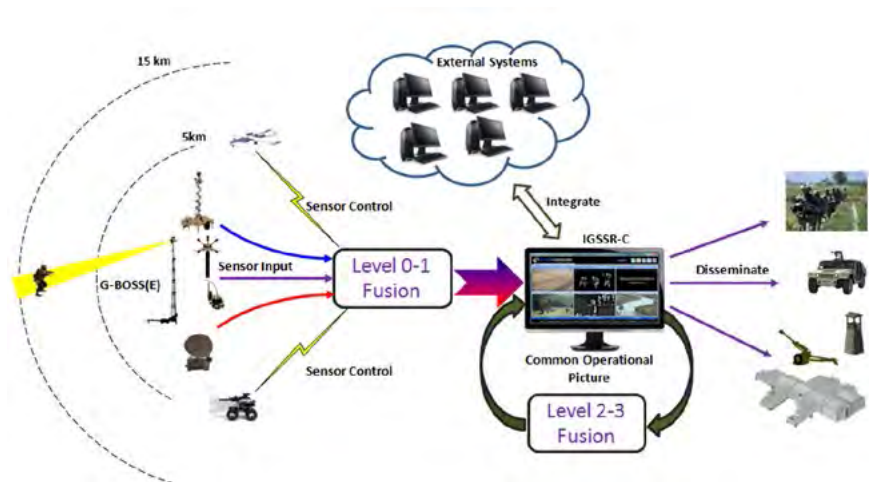 15 km
5km
External Systems
Sensor Control
Integrate
IGSSR-C
Level 0-1
Fusion
Sensor Input
G-BOSS(E)
Disseminate
Sensor Control
Common Operational
Picture
Level 2-3
Fusion